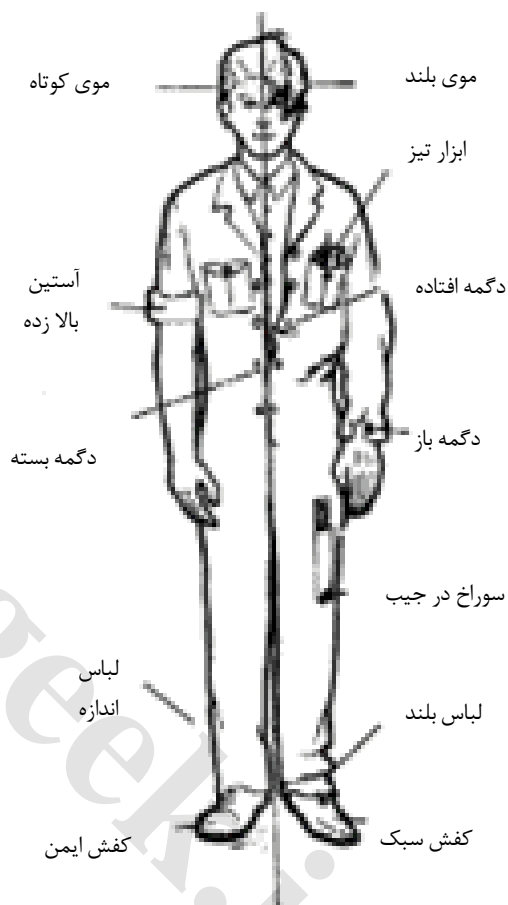 موی بلند
موی کوتاه
ابزار تیز
آستین
بالا زده
دگمه افتاده
دگمه باز
دگمه بسته
سوراخ در جیب
لباس
اندازه
لباس بلند
کفش سبک
کفش ایمن